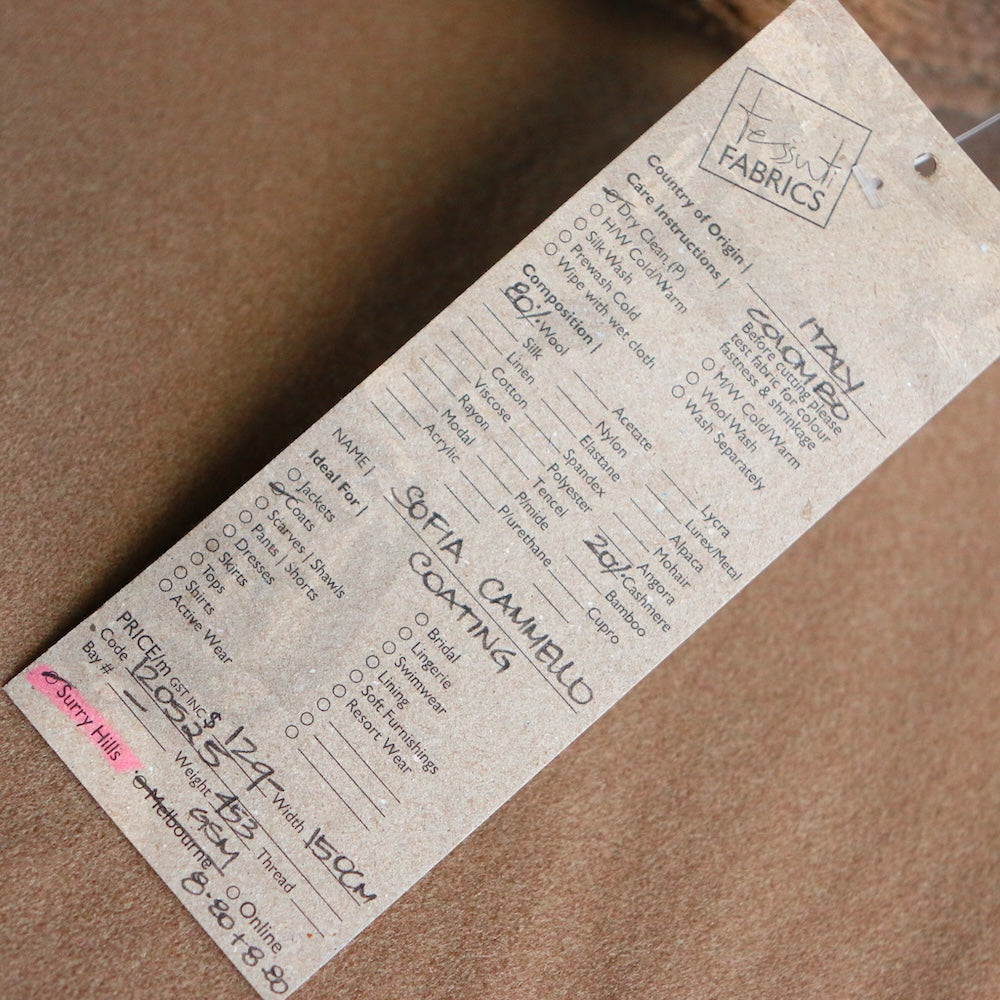 Tessuti
FABRICS
Country of Origin | ITALY
Care Instructions | COLOMBO
Dry Clean (P)
H/W Cold/Warm
Silk Wash
Prewash Cold
Wipe with wet cloth
Before cutting please
test fabric for colour
fastness & shrinkage
M/W Cold/Warm
Wool Wash
Wash Separately
Composition |
80% Wool
Silk
Linen
Cotton
Viscose
Rayon
Modal
Acrylic
Acetate
Nylon
Elastane
Spandex
Polyester
Tencel
P/mide
P/urethane
Lycra
Lurex/Metal
Alpaca
Mohair
Angora
20% Cashmere
Bamboo
Cupro
NAME | SOFIA CAMMELLO
COATING
Ideal For |
Jackets
Coats
Scarves | Shawls
Pants | Shorts
Dresses
Skirts
Tops
Shirts
Active Wear
Bridal
Lingerie
Swimwear
Lining
Soft Furnishings
Resort Wear
PRICE/m GST INC $ 129- Width 150CM
Code 120525 Weight 453 GSM Thread
Bay #
Surry Hills
Melbourne
Online
8.80 + 8.80